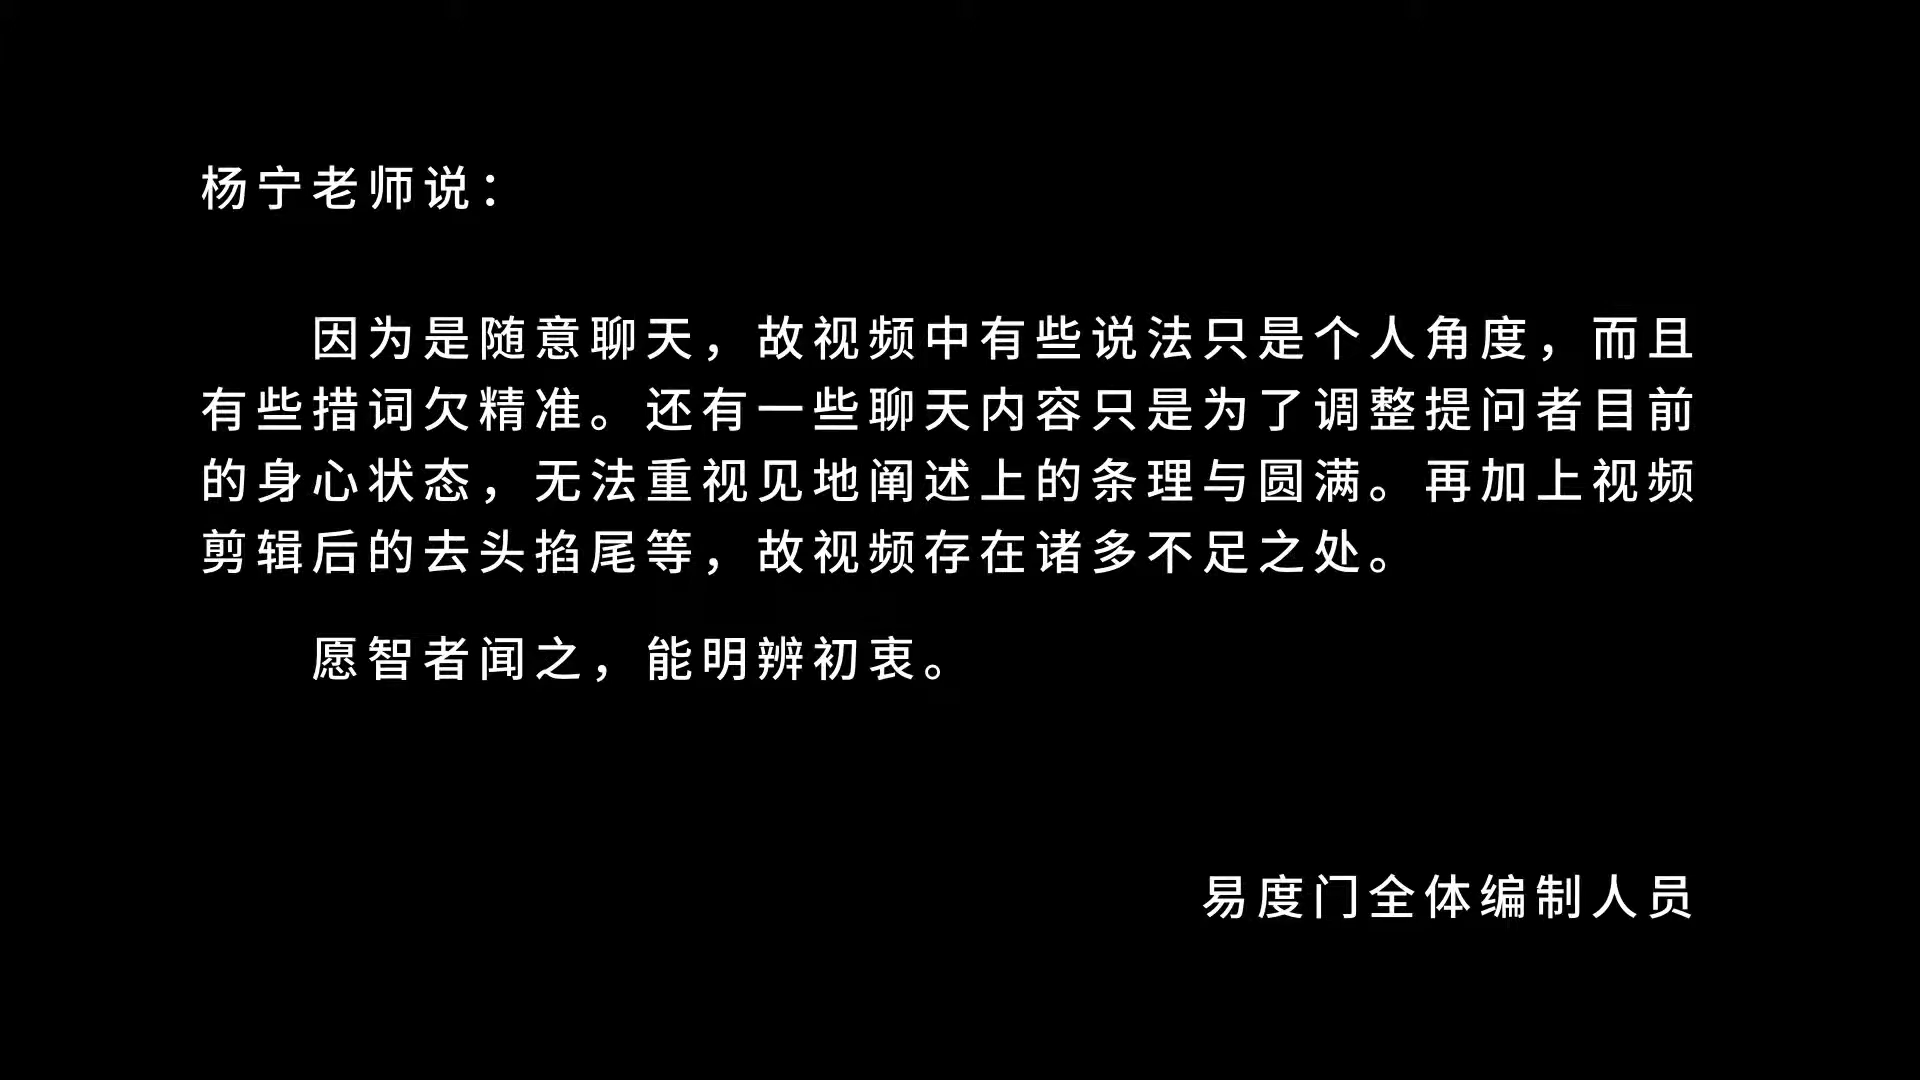 杨宁老师说：
因为是随意聊天，故视频中有些说法只是个人角度，而且
有些措词欠精准。还有一些聊天内容只是为了调整提问者目前
的身心状态，无法重视见地阐述上的条理与圆满。再加上视频
剪辑后的去头掐尾等，故视频存在诸多不足之处。
愿智者闻之，能明辨初衷。
易度门全体编制人员